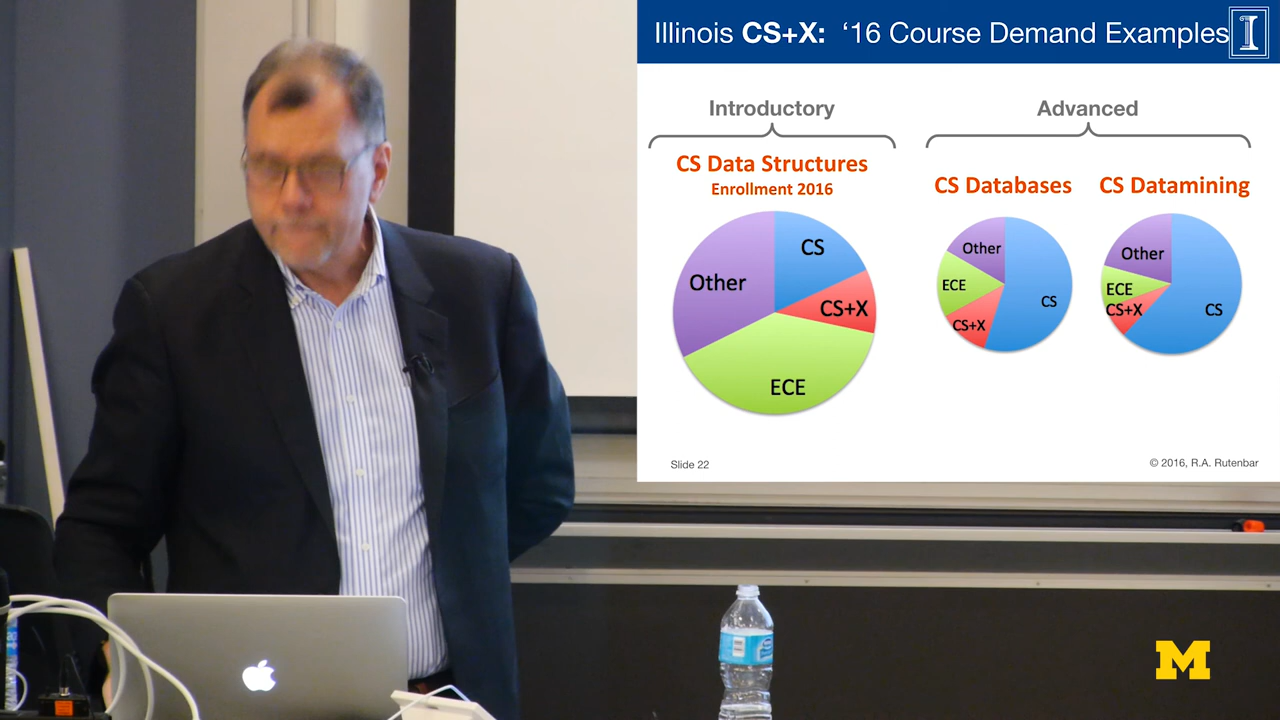 Illinois CS+X: ‘16 Course Demand Examples
I
Introductory
Advanced
CS Data Structures
Enrollment 2016
CS Databases
CS Datamining
Other
CS
CS+X
ECE
Other
ECE
CS+X
CS
Other
ECE
CS+X
CS
Slide 22
© 2016, R.A. Rutenbar
M